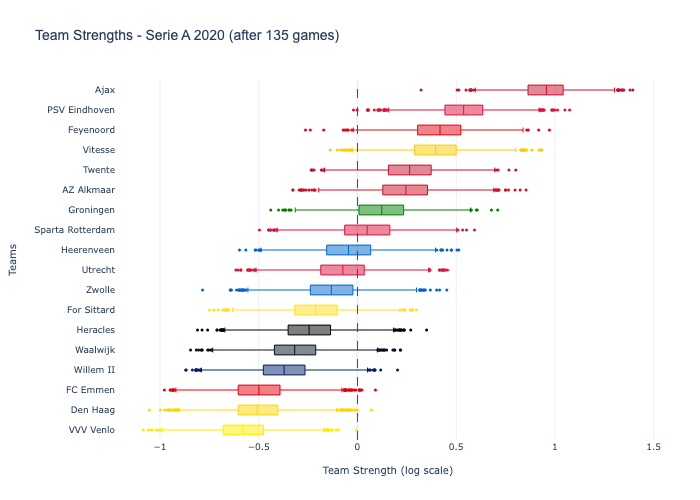 Team Strengths - Serie A 2020 (after 135 games)
Ajax
PSV Eindhoven
Feyenoord
Vitesse
Twente
AZ Alkmaar
Groningen
Sparta Rotterdam
Heerenveen
Utrecht
Zwolle
For Sittard
Heracles
Waalwijk
Willem II
FC Emmen
Den Haag
VVV Venlo
Teams
−1
−0.5
0
0.5
1
1.5
Team Strength (log scale)